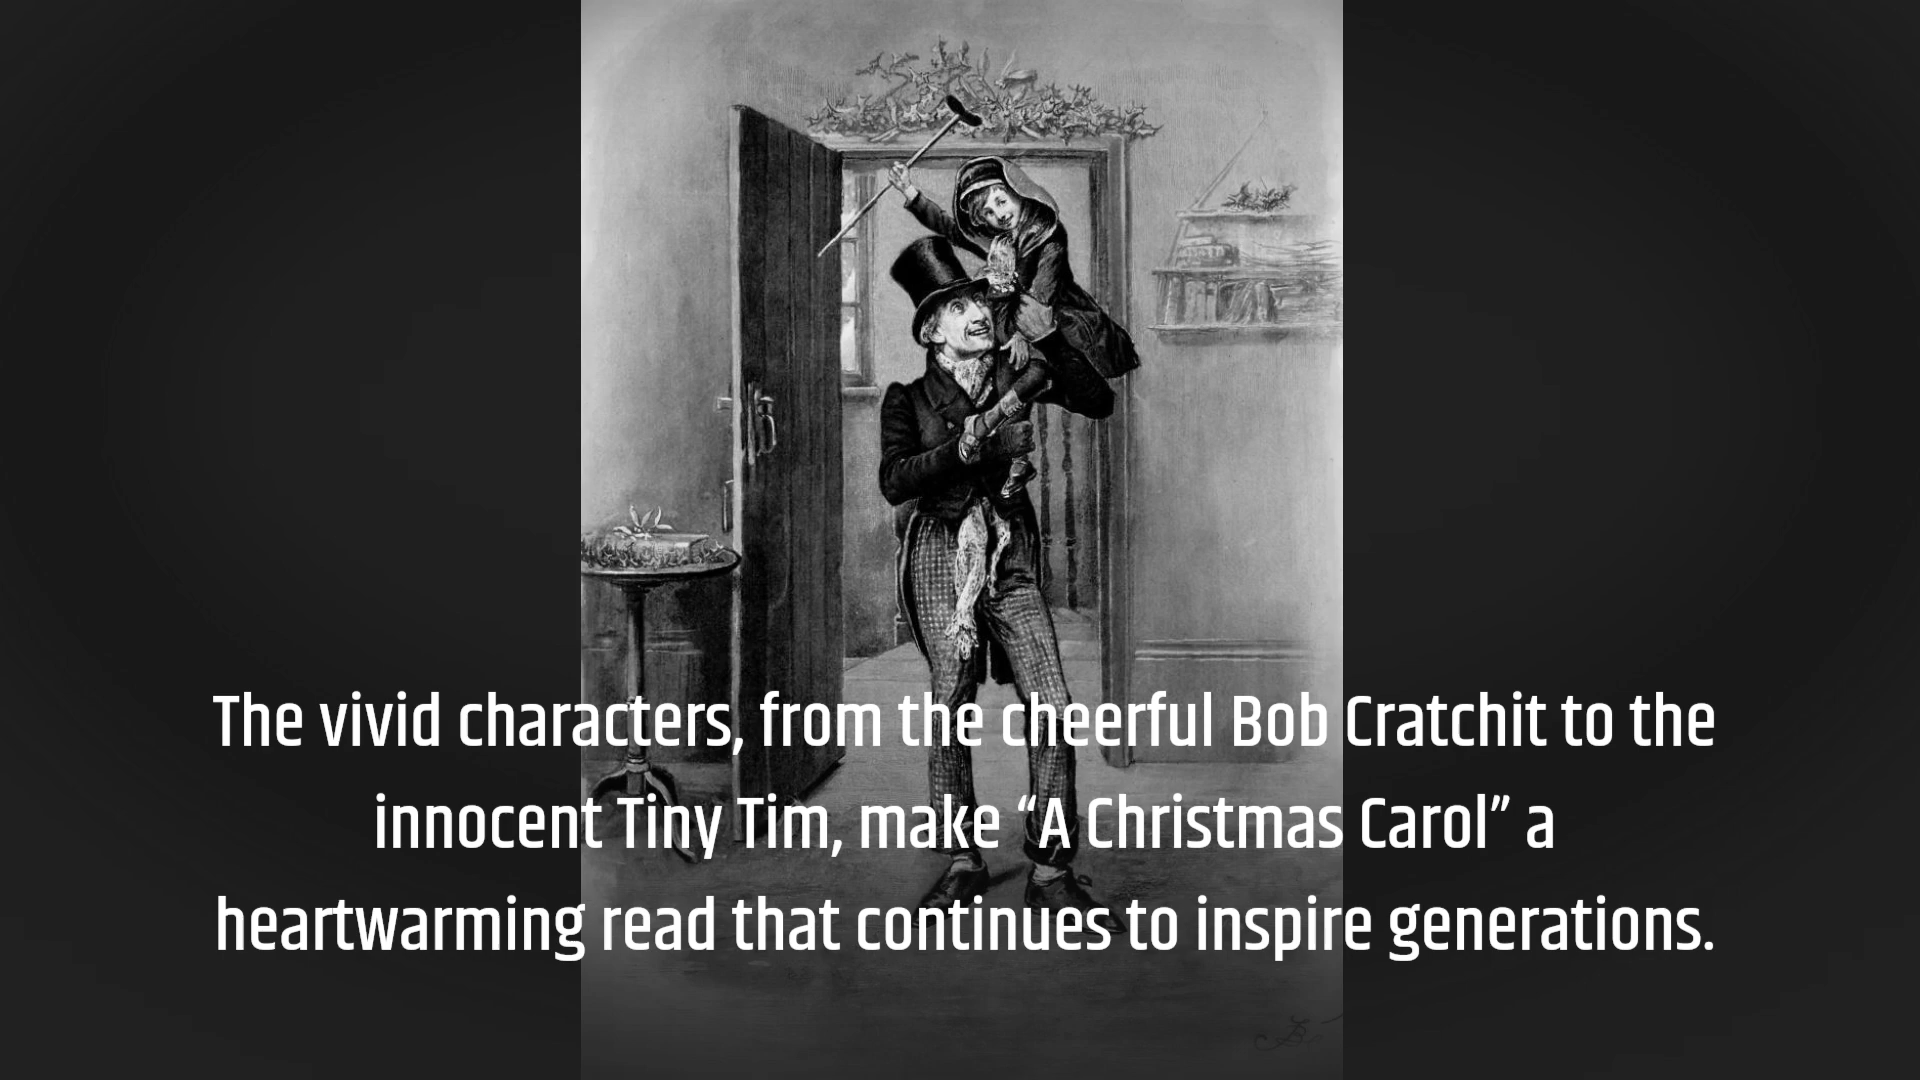 The vivid characters, from the cheerful Bob Cratchit to the
innocent Tiny Tim, make “A Christmas Carol” a
heartwarming read that continues to inspire generations.